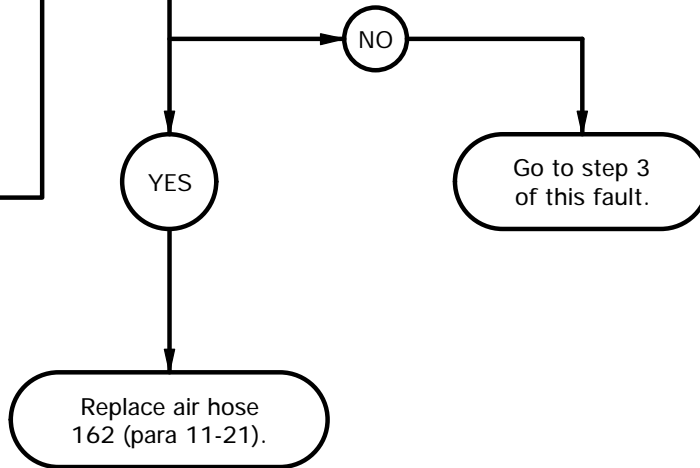 NO
YES
Go to step 3
of this fault.
Replace air hose
162 (para 11-21).